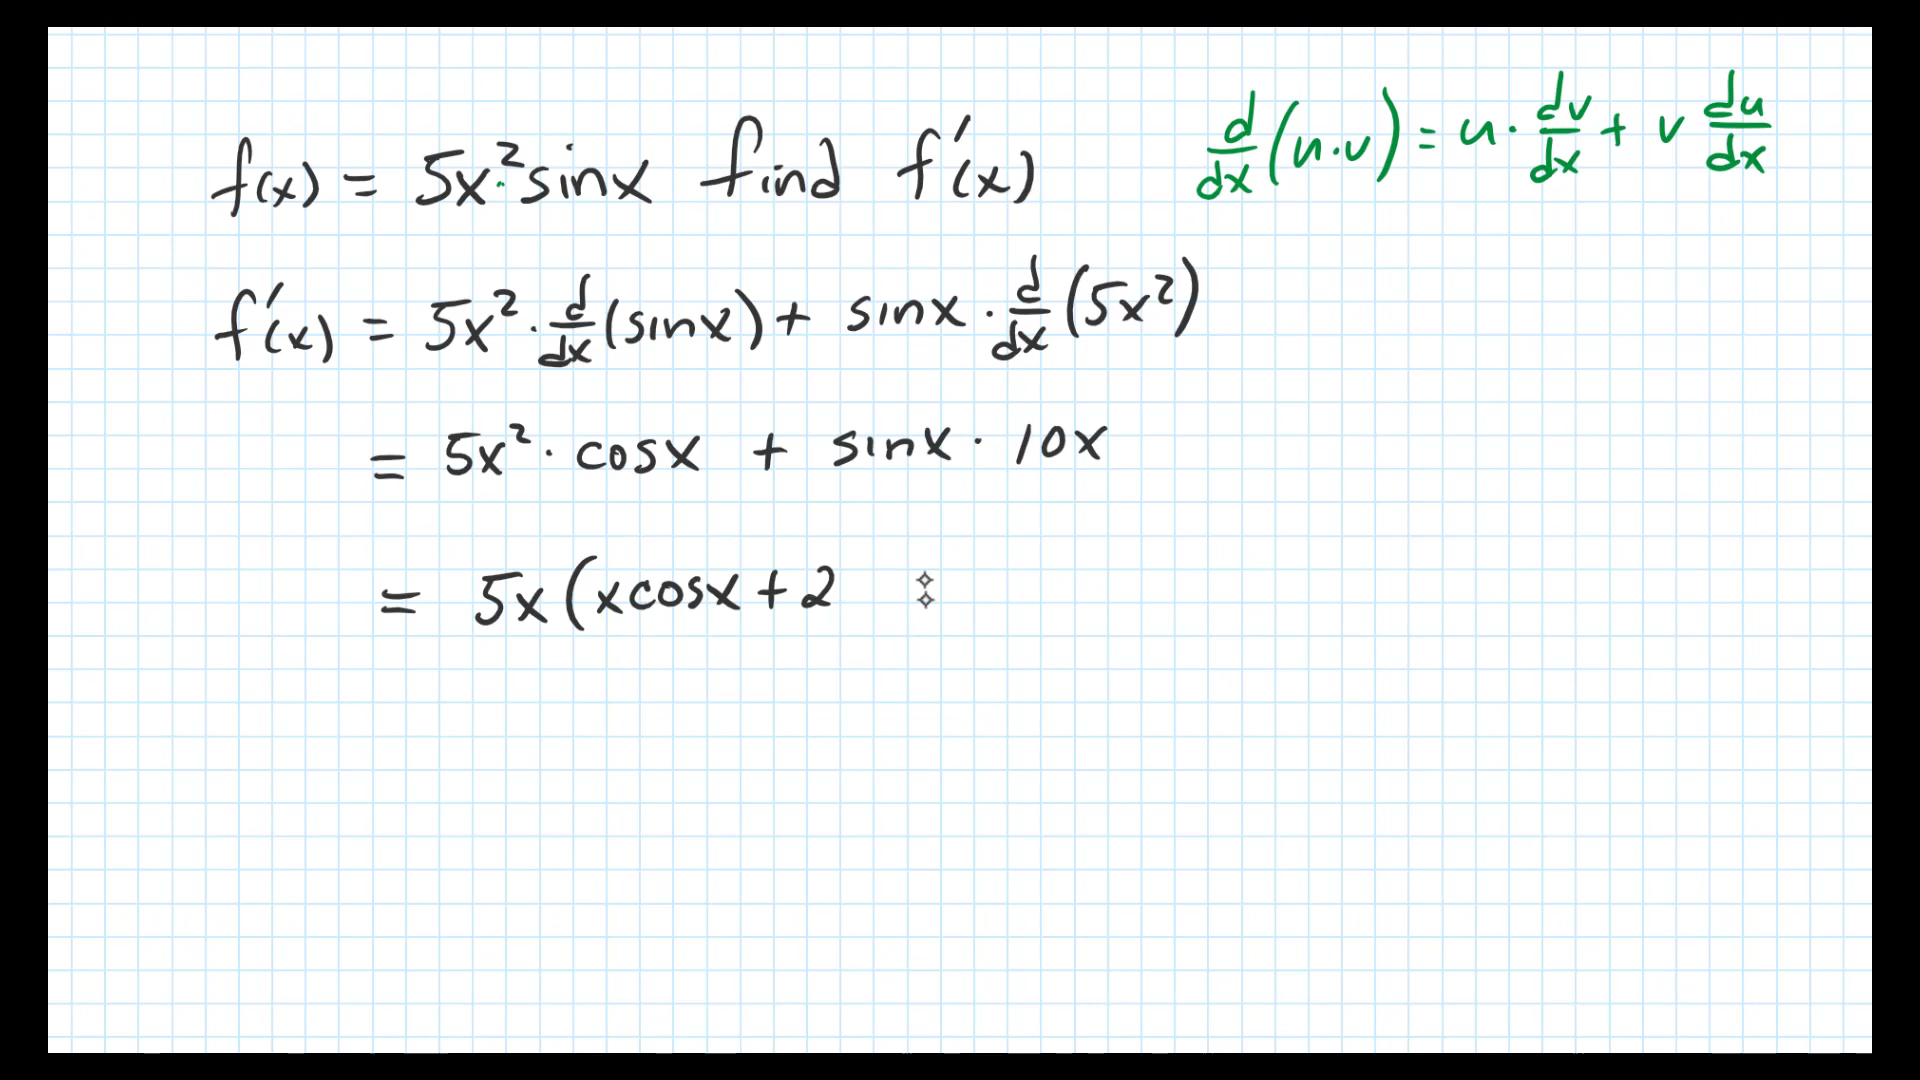 f(x) = 5x²sinx find f'(x)
d/dx (u·v) = u · dv/dx + v du/dx
f'(x) = 5x² · d/dx (sinx) + sinx · d/dx (5x²)
= 5x² · cosx + sinx · 10x
= 5x(xcosx + 2